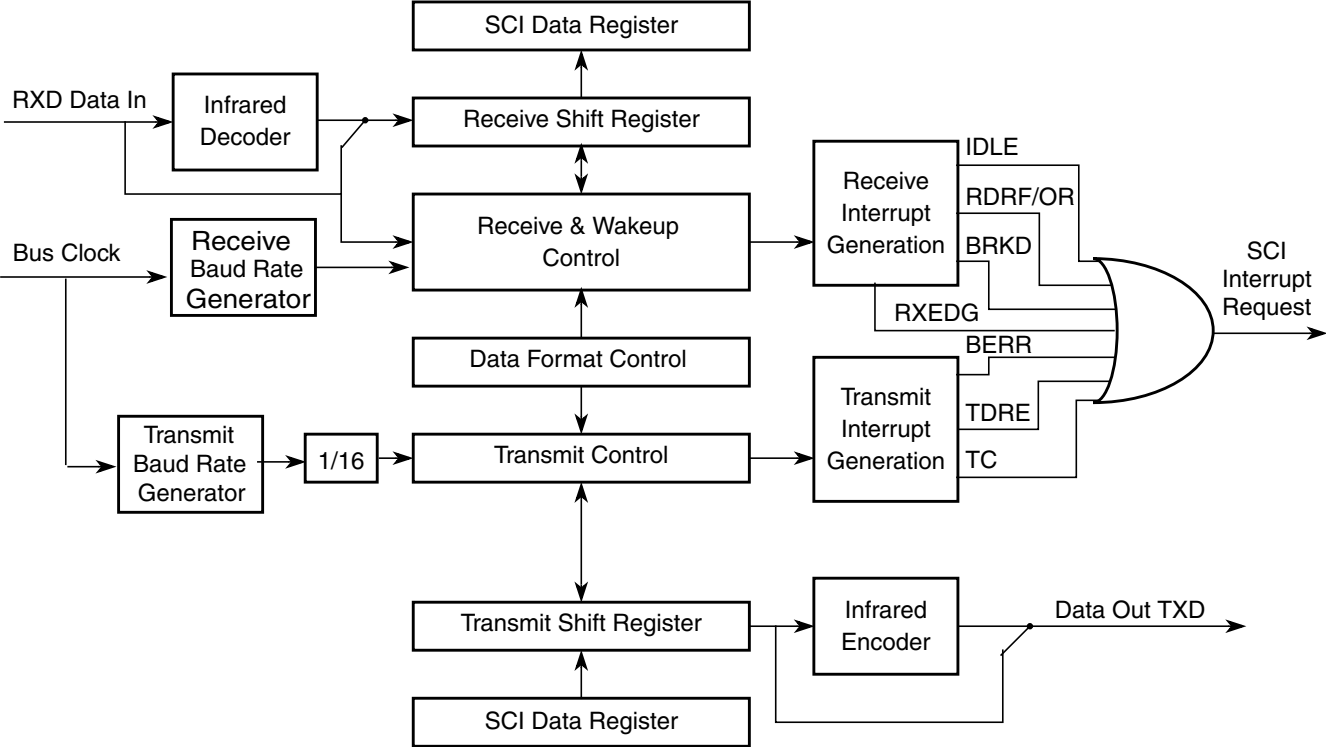 SCI Data Register
RXD Data In
Infrared
Decoder
Receive Shift Register
IDLE
Receive
Interrupt
Generation
RDRF/OR
BRKD
RXEDG
Receive & Wakeup
Control
Bus Clock
Receive
Baud Rate
Generator
SCI
Interrupt
Request
Data Format Control
BERR
Transmit
Interrupt
Generation
TDRE
TC
Transmit
Baud Rate
Generator
1/16
Transmit Control
Transmit Shift Register
Infrared
Encoder
Data Out TXD
SCI Data Register